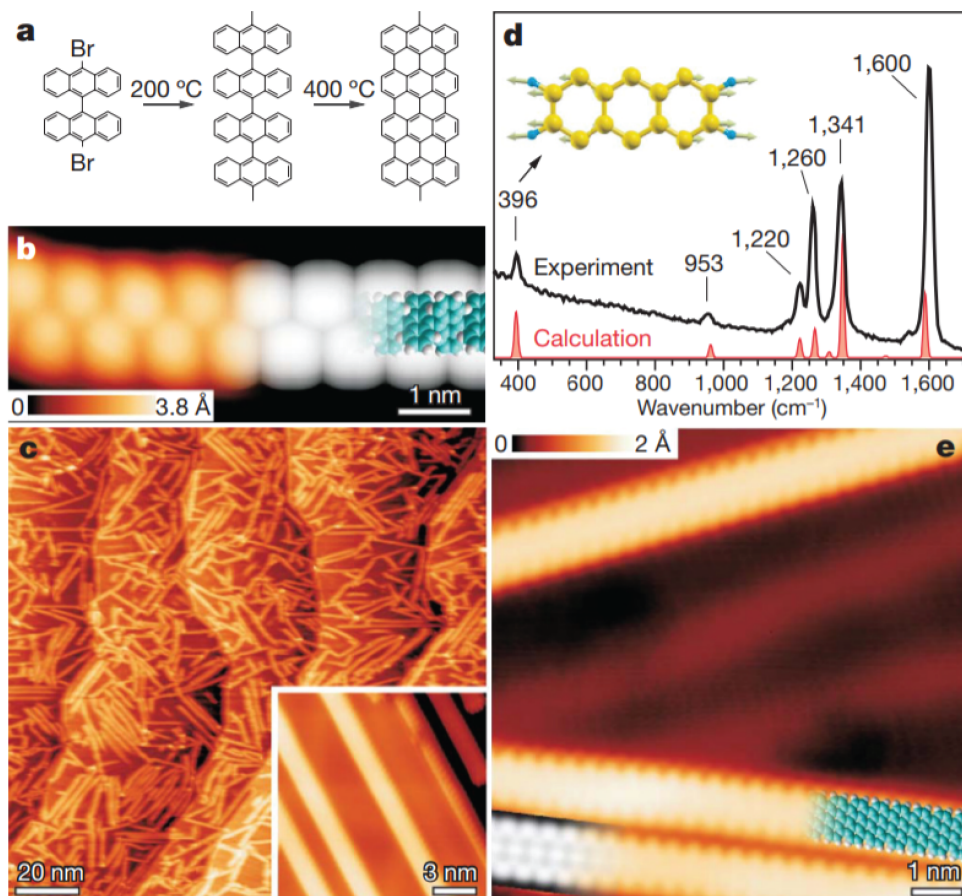 a
Br
Br
200 ºC
400 ºC
b
0
3.8 Å
1 nm
c
20 nm
3 nm
d
1,600
1,341
1,260
396
1,220
953
Experiment
Calculation
400
600
800
1,000
1,200
1,400
1,600
Wavenumber (cm⁻¹)
0
2 Å
e
1 nm